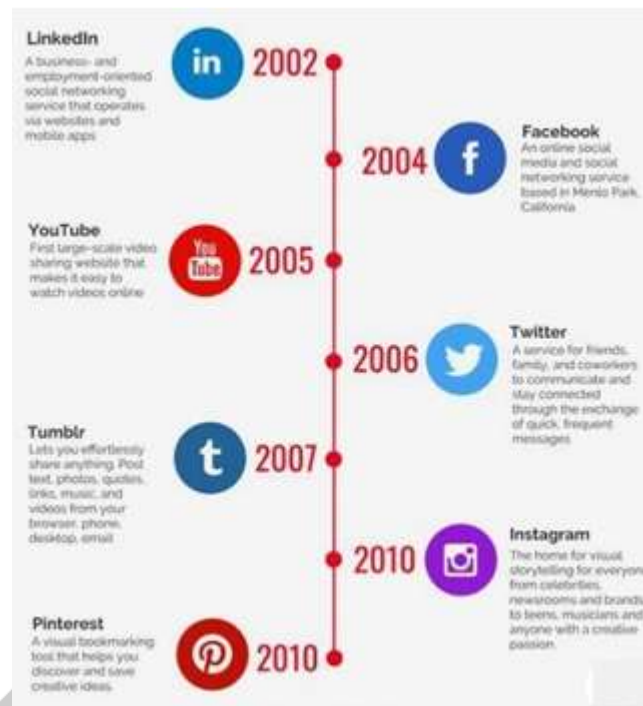 LinkedIn
A business- and
employment-oriented
social networking
service that operates
via websites and
mobile apps
in
2002
2004
f
Facebook
An online social
media and social
networking service
based in Menlo Park,
California
YouTube
First large-scale video
sharing website that
makes it easy to
watch videos online
You
Tube
2005
2006
Twitter
A service for friends,
family, and coworkers
to communicate and
stay connected
through the exchange
of quick, frequent
messages
Tumblr
Lets you effortlessly
share anything. Post
text, photos, quotes,
links, music, and
videos from your
browser, phone,
desktop, email
t
2007
2010
Instagram
The home for visual
storytelling for everyone
from celebrities,
newsrooms and brands
to teens, musicians and
anyone with a creative
passion.
Pinterest
A visual bookmarking
tool that helps you
discover and save
creative ideas.
2010